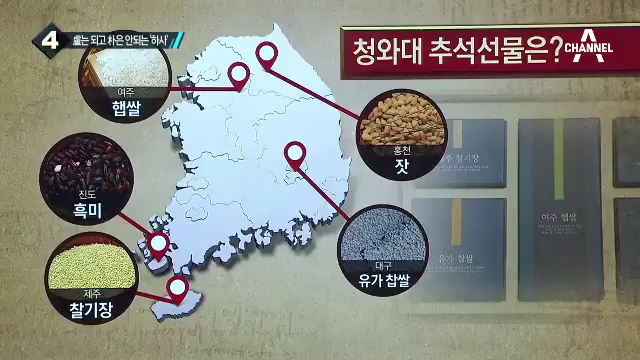 4 盧는 되고 朴은 안되는 '하사'
청와대 추석선물은?
CHANNEL A
여주
햅쌀
홍천
잣
진도
흑미
대구
유가 찹쌀
제주
찰기장
여주 찰기장
여주 햅쌀
유가 찹쌀